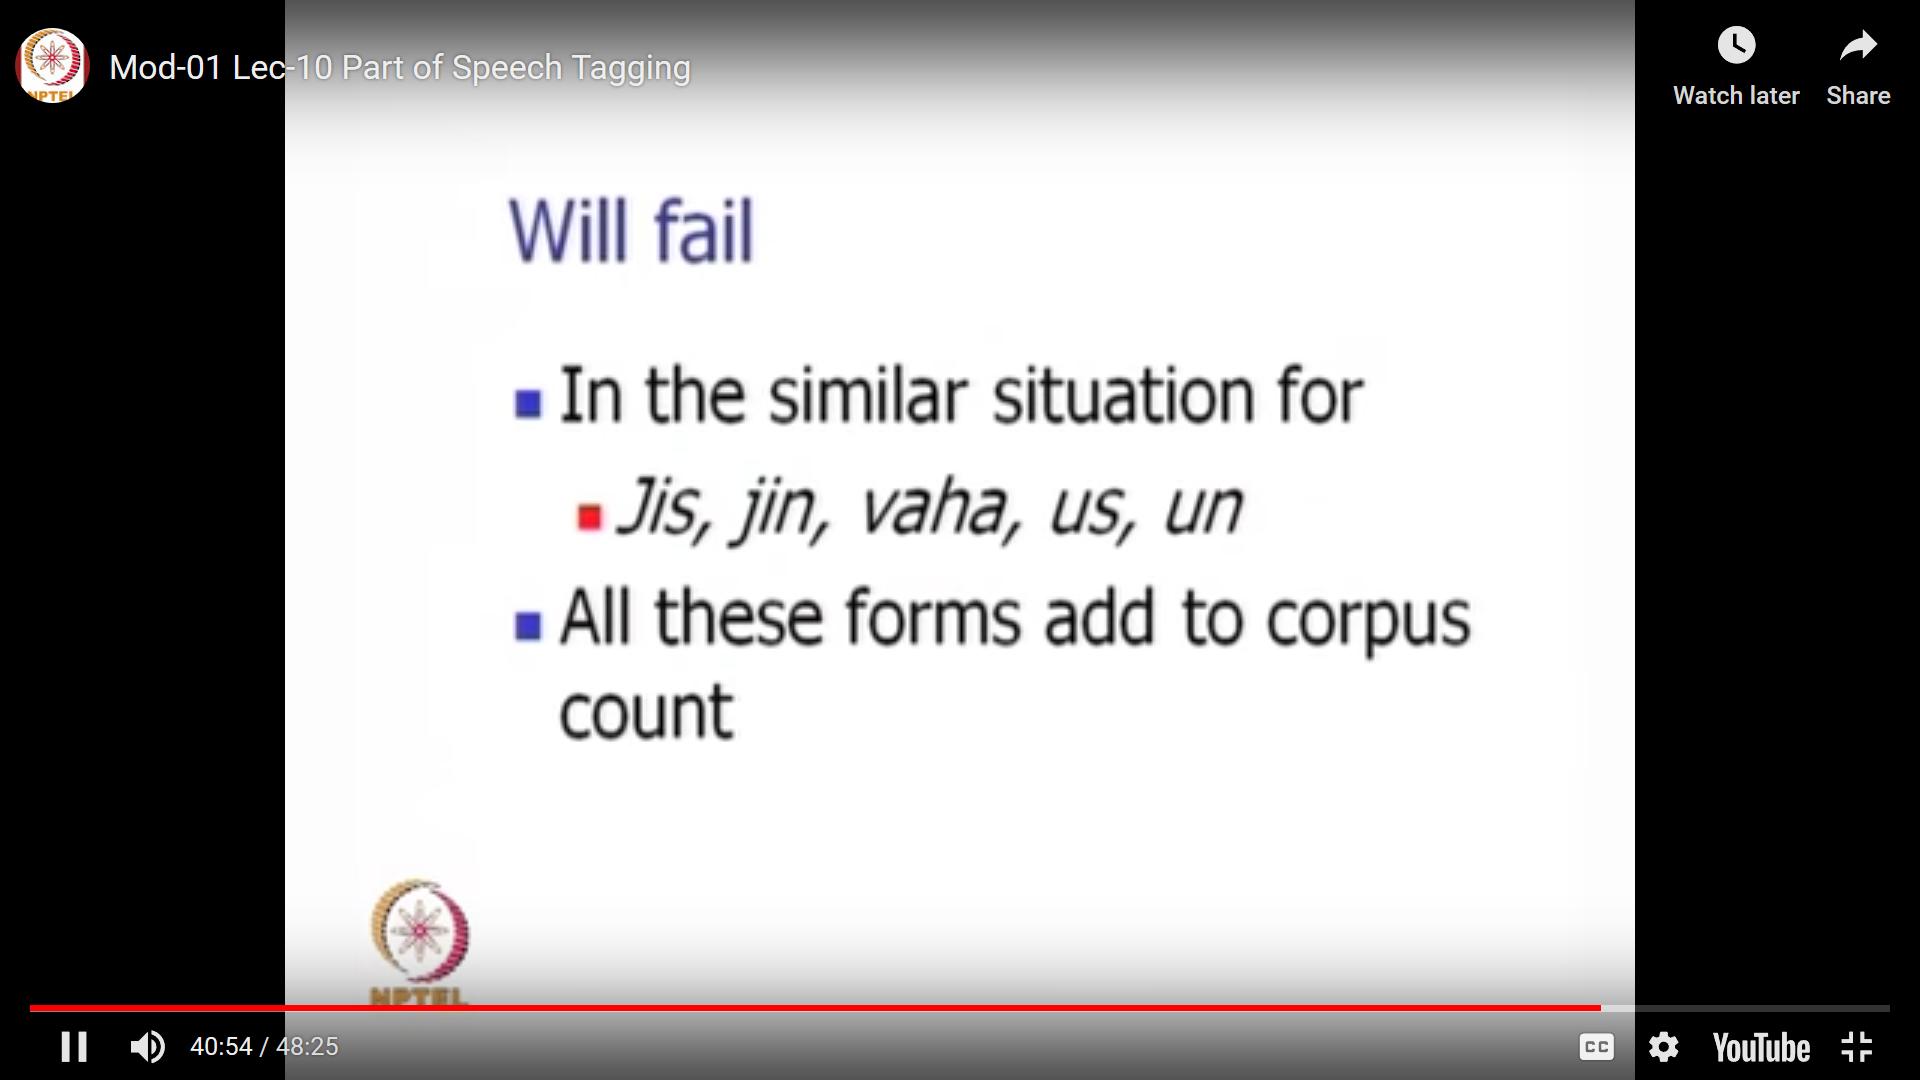 Mod-01 Lec-10 Part of Speech Tagging
Watch later
Share
NPTEL
Will fail
In the similar situation for
Jis, jin, vaha, us, un
All these forms add to corpus
count
NPTEL
40:54 / 48:25
CC
YouTube